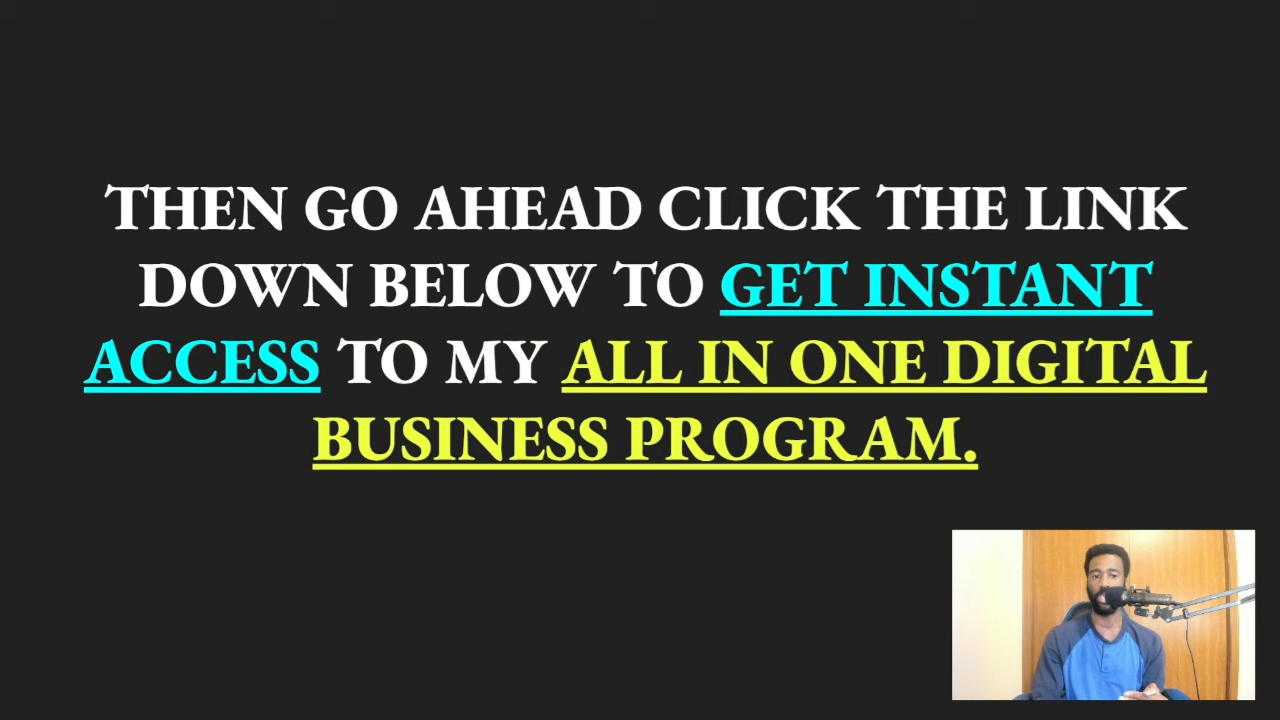 THEN GO AHEAD CLICK THE LINK
DOWN BELOW TO GET INSTANT
ACCESS TO MY ALL IN ONE DIGITAL
BUSINESS PROGRAM.